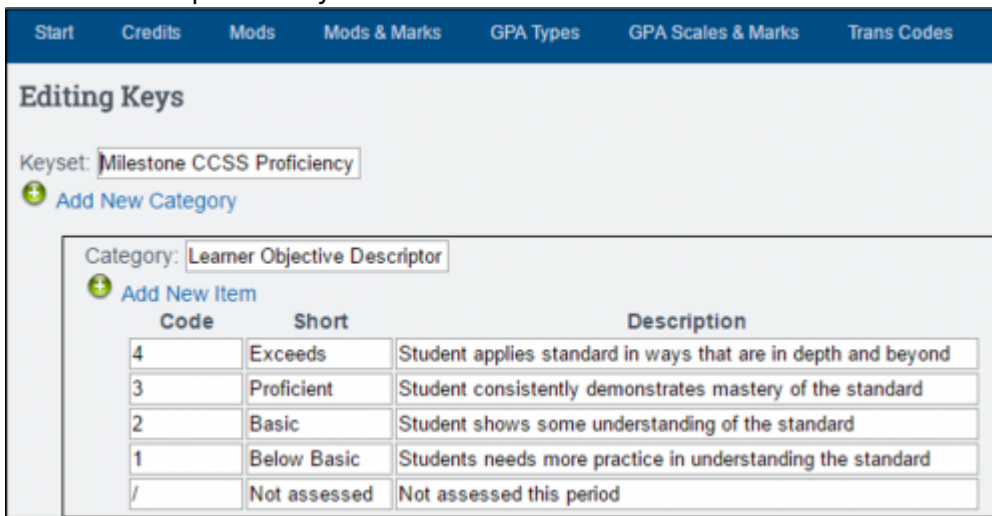 Start Credits Mods Mods & Marks GPA Types GPA Scales & Marks Trans Codes
Editing Keys
Keyset: Milestone CCSS Proficiency
Add New Category
Category: Learner Objective Descriptor
Add New Item
Code Short Description
4 Exceeds Student applies standard in ways that are in depth and beyond
3 Proficient Student consistently demonstrates mastery of the standard
2 Basic Student shows some understanding of the standard
1 Below Basic Students needs more practice in understanding the standard
/ Not assessed Not assessed this period